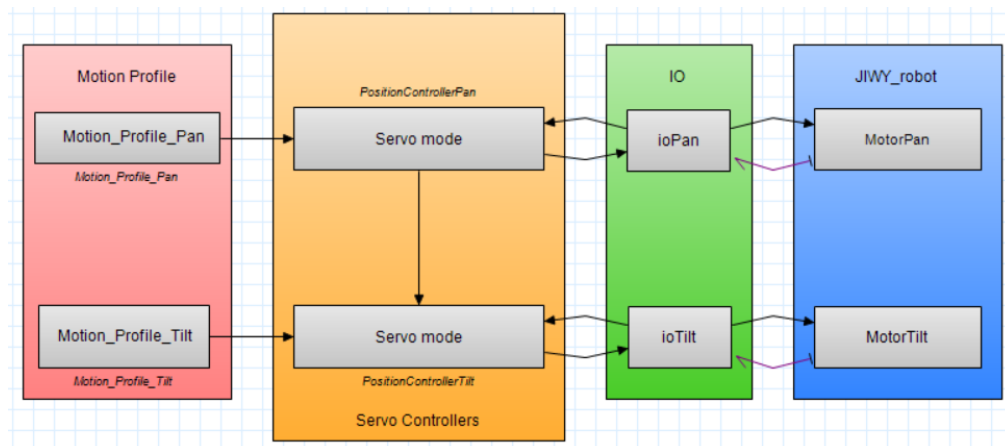 Motion Profile
Motion_Profile_Pan
Motion_Profile_Pan
Motion_Profile_Tilt
Motion_Profile_Tilt
PositionControllerPan
Servo mode
Servo mode
PositionControllerTilt
Servo Controllers
IO
ioPan
ioTilt
JIWY_robot
MotorPan
MotorTilt